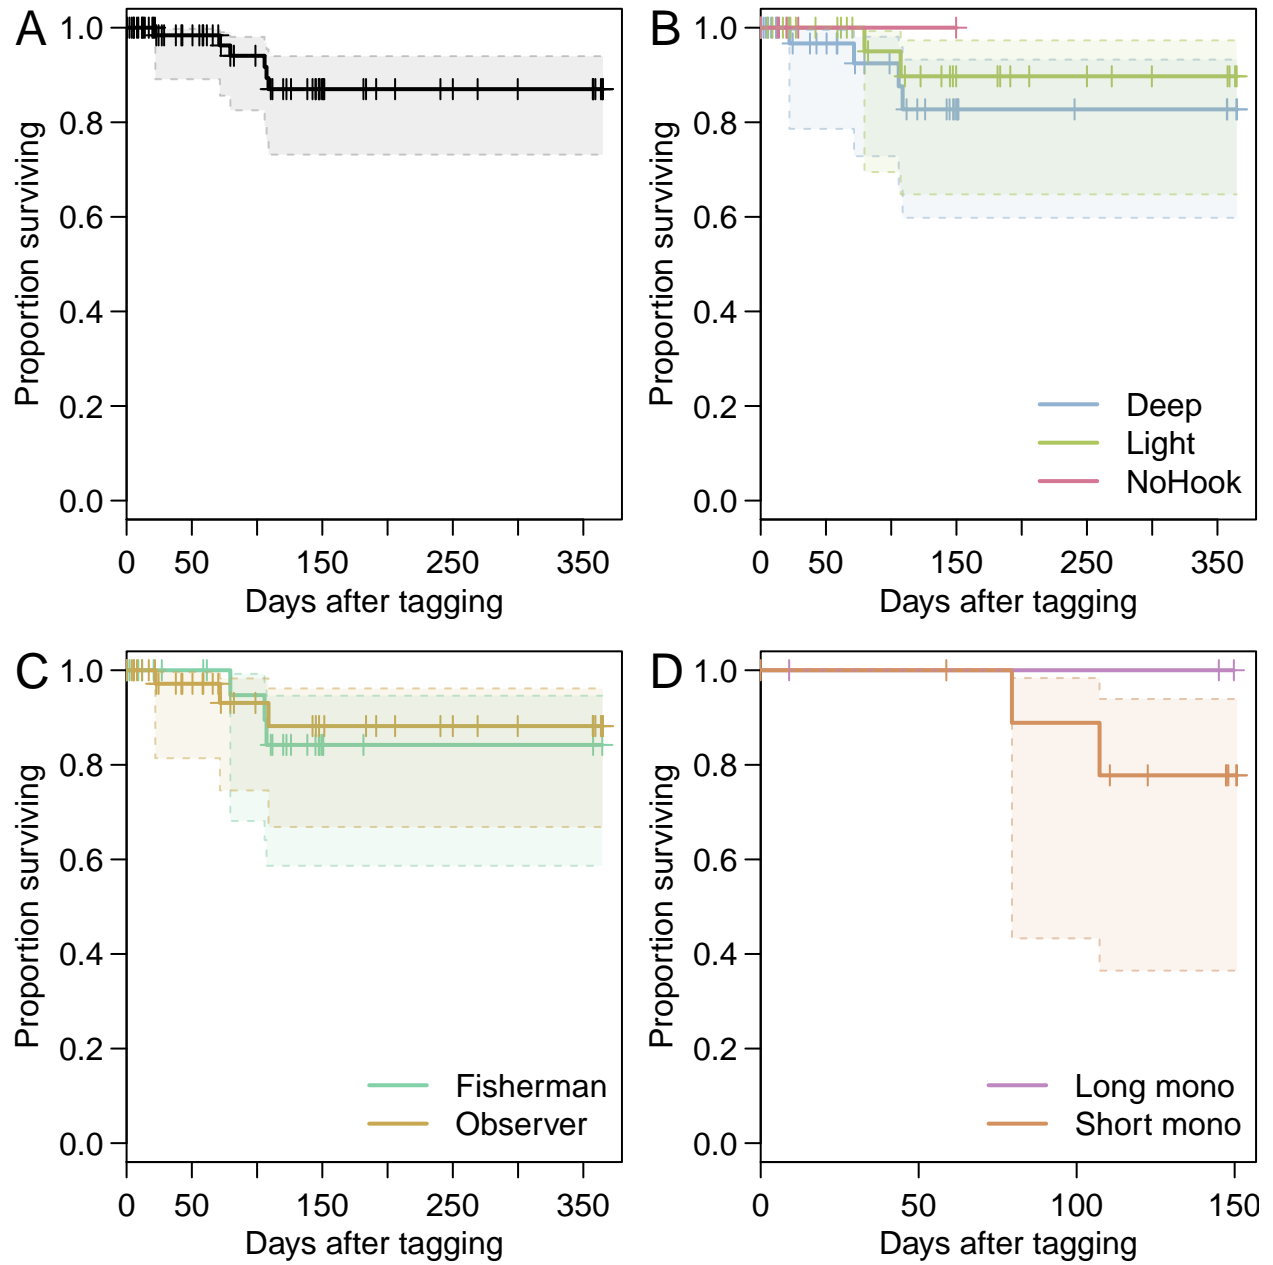 A
1.0
0.8
0.6
0.4
0.2
0.0
Proportion surviving
0 50 150 250 350
Days after tagging
B
1.0
0.8
0.6
0.4
0.2
0.0
Proportion surviving
Deep
Light
NoHook
0 50 150 250 350
Days after tagging
C
1.0
0.8
0.6
0.4
0.2
0.0
Proportion surviving
Fisherman
Observer
0 50 150 250 350
Days after tagging
D
1.0
0.8
0.6
0.4
0.2
0.0
Proportion surviving
Long mono
Short mono
0 50 100 150
Days after tagging